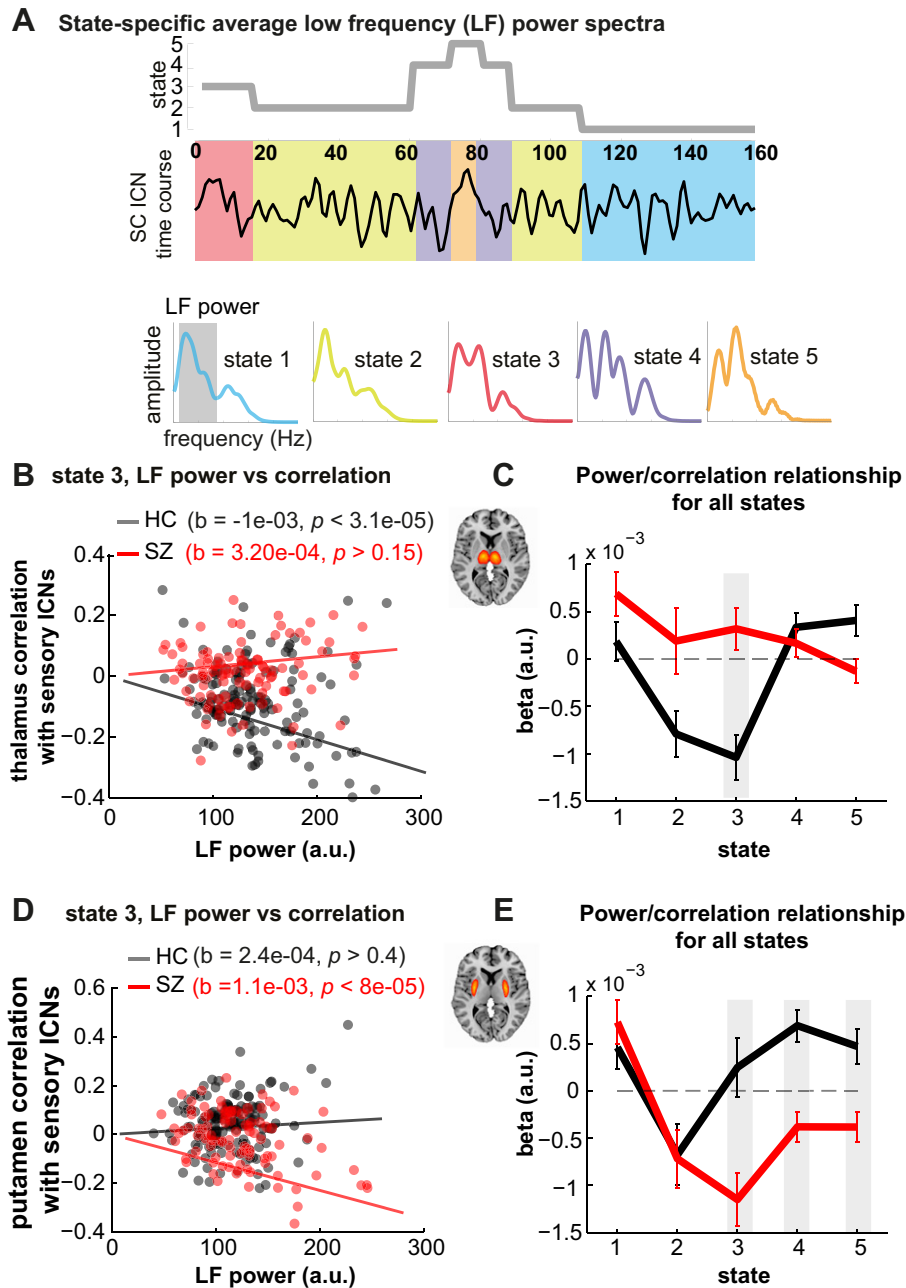 A State-specific average low frequency (LF) power spectra
state
5
4
3
2
1
0 20 40 60 80 100 120 140 160
SC ICN
time course
LF power
amplitude
state 1
state 2
state 3
state 4
state 5
frequency (Hz)
B state 3, LF power vs correlation
HC (b = -1e-03, p < 3.1e-05)
SZ (b = 3.20e-04, p > 0.15)
thalamus correlation
with sensory ICNs
0.4
0.2
0
−0.2
−0.4
0 100 200 300
LF power (a.u.)
C Power/correlation relationship
for all states
x 10⁻³
beta (a.u.)
1
0.5
0
−0.5
−1
−1.5
1 2 3 4 5
state
D state 3, LF power vs correlation
HC (b = 2.4e-04, p > 0.4)
SZ (b =1.1e-03, p < 8e-05)
putamen correlation
with sensory ICNs
0.4
0.2
0
−0.2
−0.4
0 100 200 300
LF power (a.u.)
E Power/correlation relationship
for all states
x 10⁻³
beta (a.u.)
1
0.5
0
−0.5
−1
−1.5
1 2 3 4 5
state